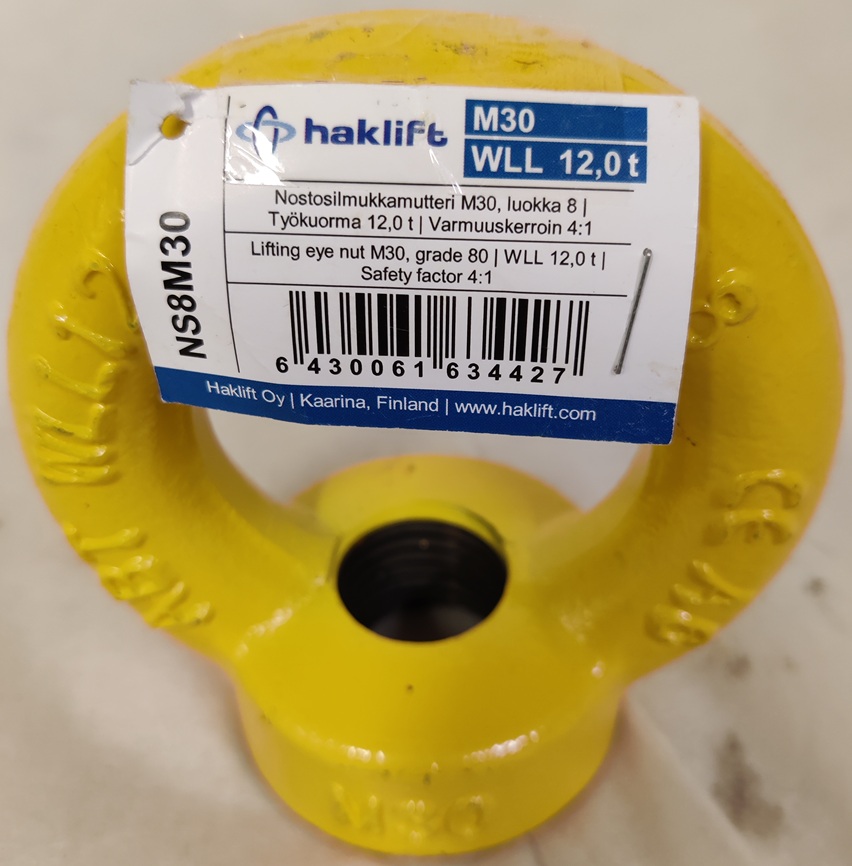 haklift
M30
WLL 12,0 t
NS8M30
Nostosilmukkamutteri M30, luokka 8 |
Työkuorma 12,0 t | Varmuuskerroin 4:1
Lifting eye nut M30, grade 80 | WLL 12,0 t |
Safety factor 4:1
6 430061 634427
Haklift Oy | Kaarina, Finland | www.haklift.com
WLL
CE
M30